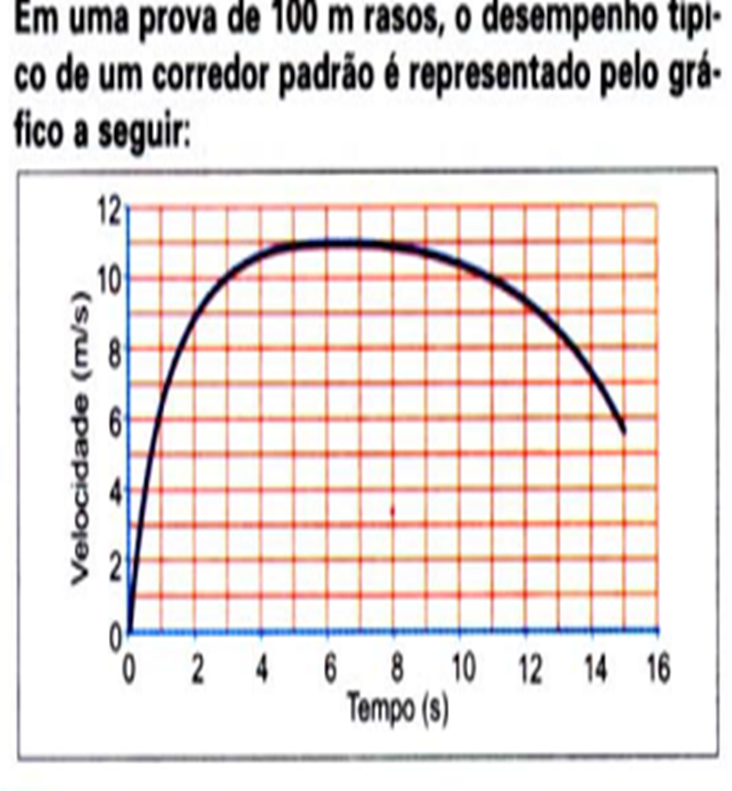 Em uma prova de 100 m rasos, o desempenho típi-
co de um corredor padrão é representado pelo grá-
fico a seguir:
12
10
8
6
4
2
0
Velocidade (m/s)
0 2 4 6 8 10 12 14 16
Tempo (s)